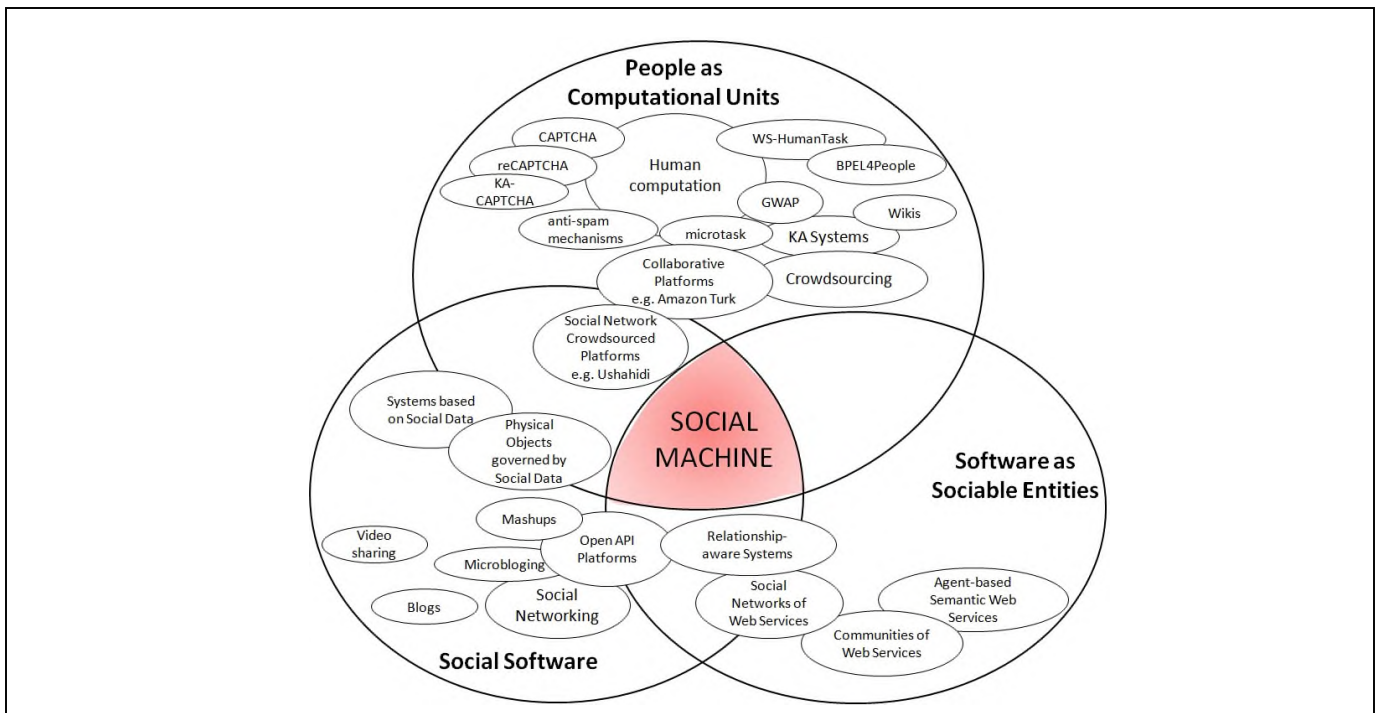 People as
Computational Units
CAPTCHA
WS-HumanTask
reCAPTCHA
Human
computation
BPEL4People
KA-
CAPTCHA
GWAP
Wikis
anti-spam
mechanisms
microtask
KA Systems
Collaborative
Platforms
e.g. Amazon Turk
Crowdsourcing
Social Network
Crowdsourced
Platforms
e.g. Ushahidi
Systems based
on Social Data
Physical
Objects
governed by
Social Data
SOCIAL
MACHINE
Software as
Sociable Entities
Mashups
Video
sharing
Open API
Platforms
Relationship-
aware Systems
Microbloging
Blogs
Social
Networking
Social
Networks of
Web Services
Agent-based
Semantic Web
Services
Communities of
Web Services
Social Software